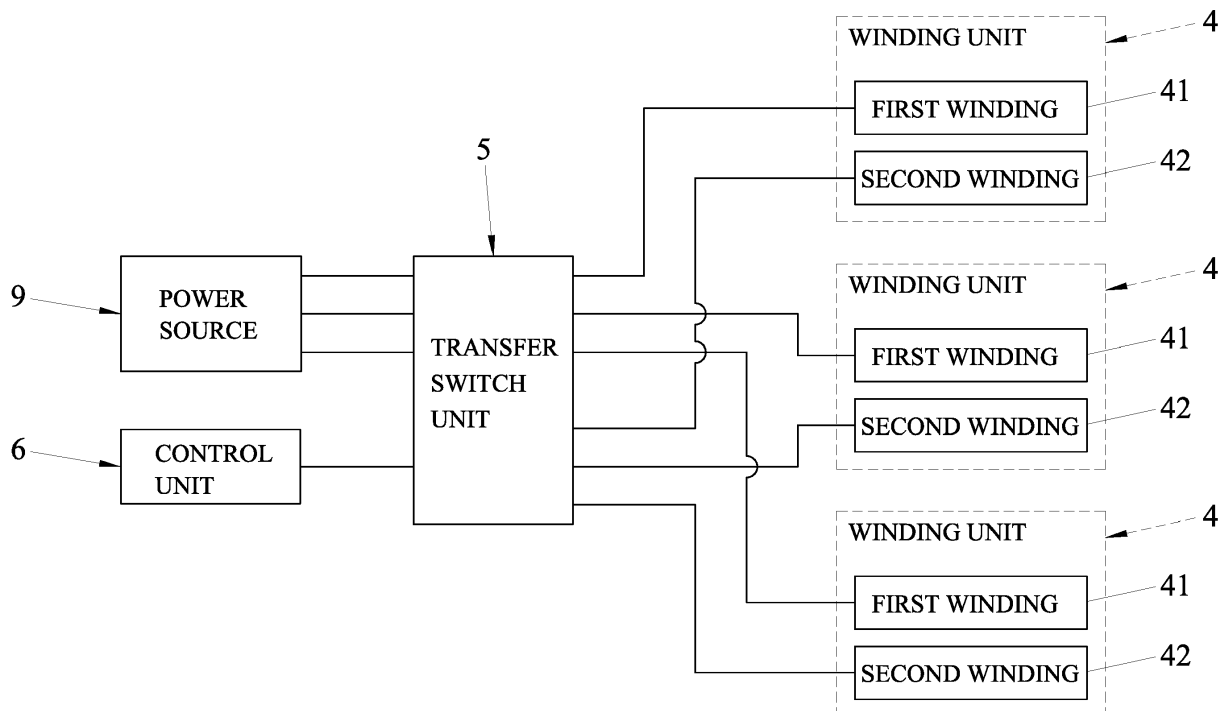 WINDING UNIT
4
FIRST WINDING
41
SECOND WINDING
42
5
9
POWER
SOURCE
TRANSFER
SWITCH
UNIT
WINDING UNIT
4
FIRST WINDING
41
SECOND WINDING
42
6
CONTROL
UNIT
WINDING UNIT
4
FIRST WINDING
41
SECOND WINDING
42